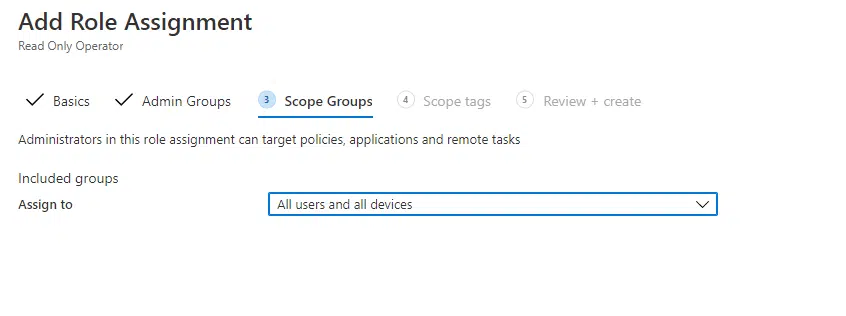 Add Role Assignment
Read Only Operator
Basics Admin Groups 3 Scope Groups 4 Scope tags 5 Review + create
Administrators in this role assignment can target policies, applications and remote tasks
Included groups
Assign to All users and all devices